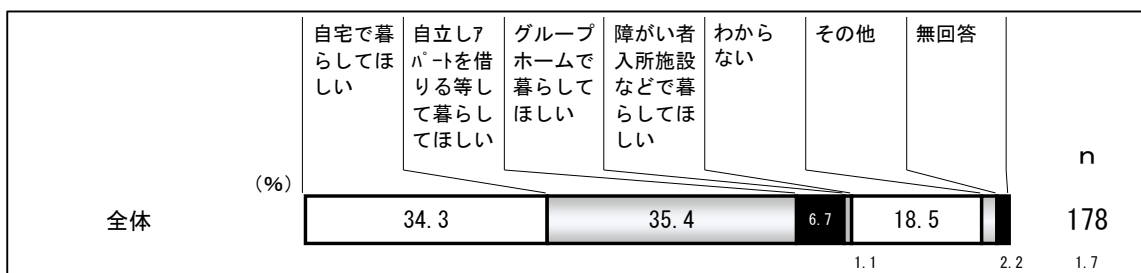 自宅で暮
らしてほ
しい
自立しｱ
ﾊﾟｰﾄを借
りる等し
て暮らし
てほしい
グループ
ホームで
暮らして
ほしい
障がい者
入所施設
などで暮
らしてほ
しい
わから
ない
その他
無回答
n
(%)
全体
34.3
35.4
6.7
18.5
178
1.1
2.2
1.7